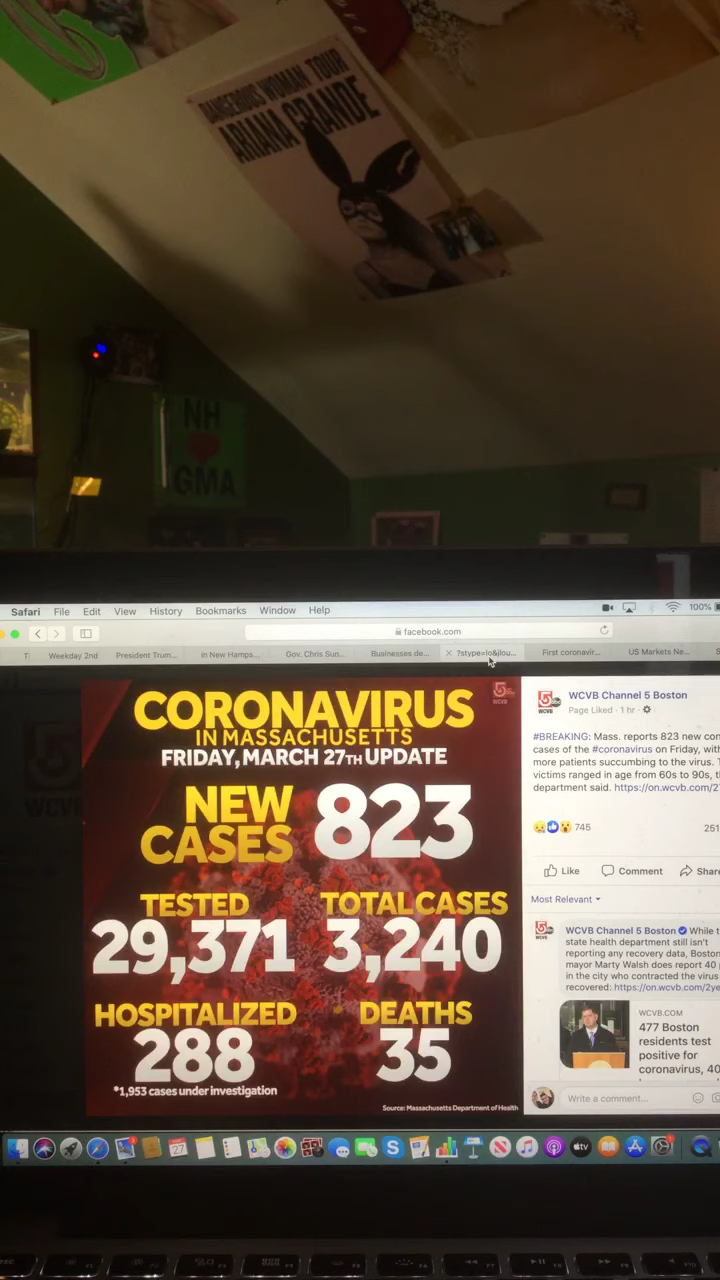 DANGEROUS WOMAN TOUR
ARIANA GRANDE
NH
GMA
Safari File Edit View History Bookmarks Window Help 100%
facebook.com
Weekday 2nd President Trum... in New Hamps... Gov. Chris Sun... Businesses de... ?stype=lo&jlou... First coronavir... US Markets Ne...
CORONAVIRUS
IN MASSACHUSETTS
FRIDAY, MARCH 27TH UPDATE
NEW CASES 823
TESTED
29,371
TOTAL CASES
3,240
HOSPITALIZED
288
DEATHS
35
*1,953 cases under investigation
Source: Massachusetts Department of Health
5
WCVB
WCVB Channel 5 Boston
Page Liked · 1 hr ·
#BREAKING: Mass. reports 823 new con
cases of the #coronavirus on Friday, with
more patients succumbing to the virus. T
victims ranged in age from 60s to 90s, t
department said. https://on.wcvb.com/2
745
251
Like Comment Share
Most Relevant
WCVB Channel 5 Boston While t
state health department still isn't
reporting any recovery data, Boston
mayor Marty Walsh does report 40
in the city who contracted the virus
recovered: https://on.wcvb.com/2ye
WCVB.COM
477 Boston
residents test
positive for
coronavirus, 40
Write a comment...
27
tv